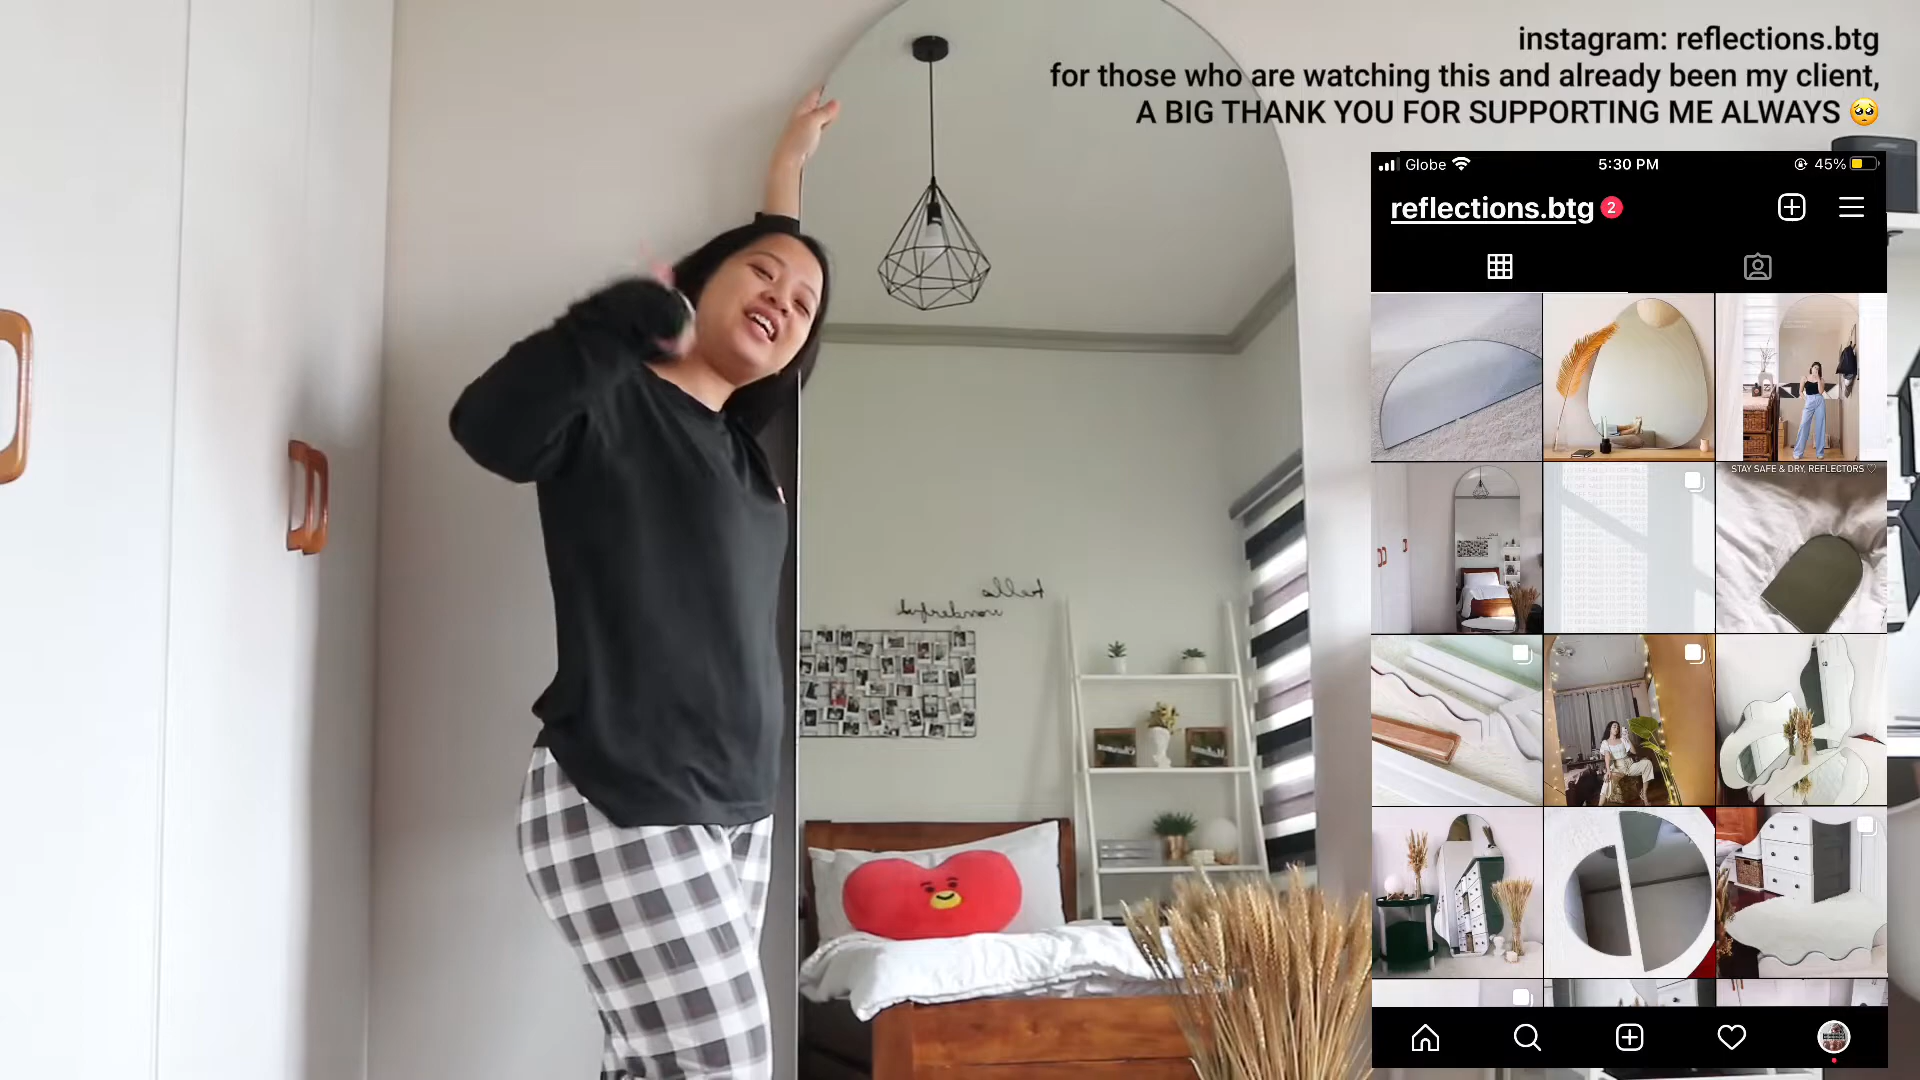 instagram: reflections.btg
for those who are watching this and already been my client,
A BIG THANK YOU FOR SUPPORTING ME ALWAYS 🥺
Globe 5:30 PM 45%
reflections.btg 2
STAY SAFE & DRY, REFLECTORS ♡
hello
wonderful